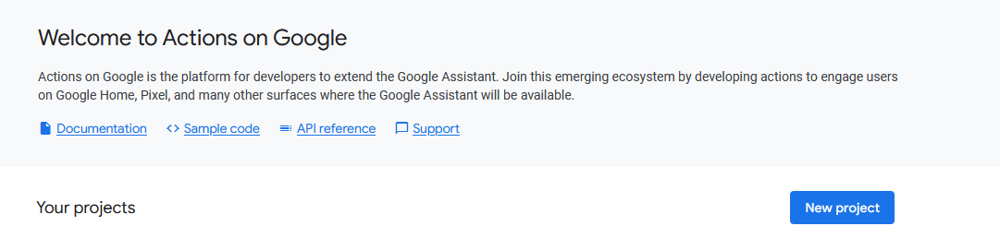 Welcome to Actions on Google
Actions on Google is the platform for developers to extend the Google Assistant. Join this emerging ecosystem by developing actions to engage users
on Google Home, Pixel, and many other surfaces where the Google Assistant will be available.
Documentation Sample code API reference Support
Your projects New project